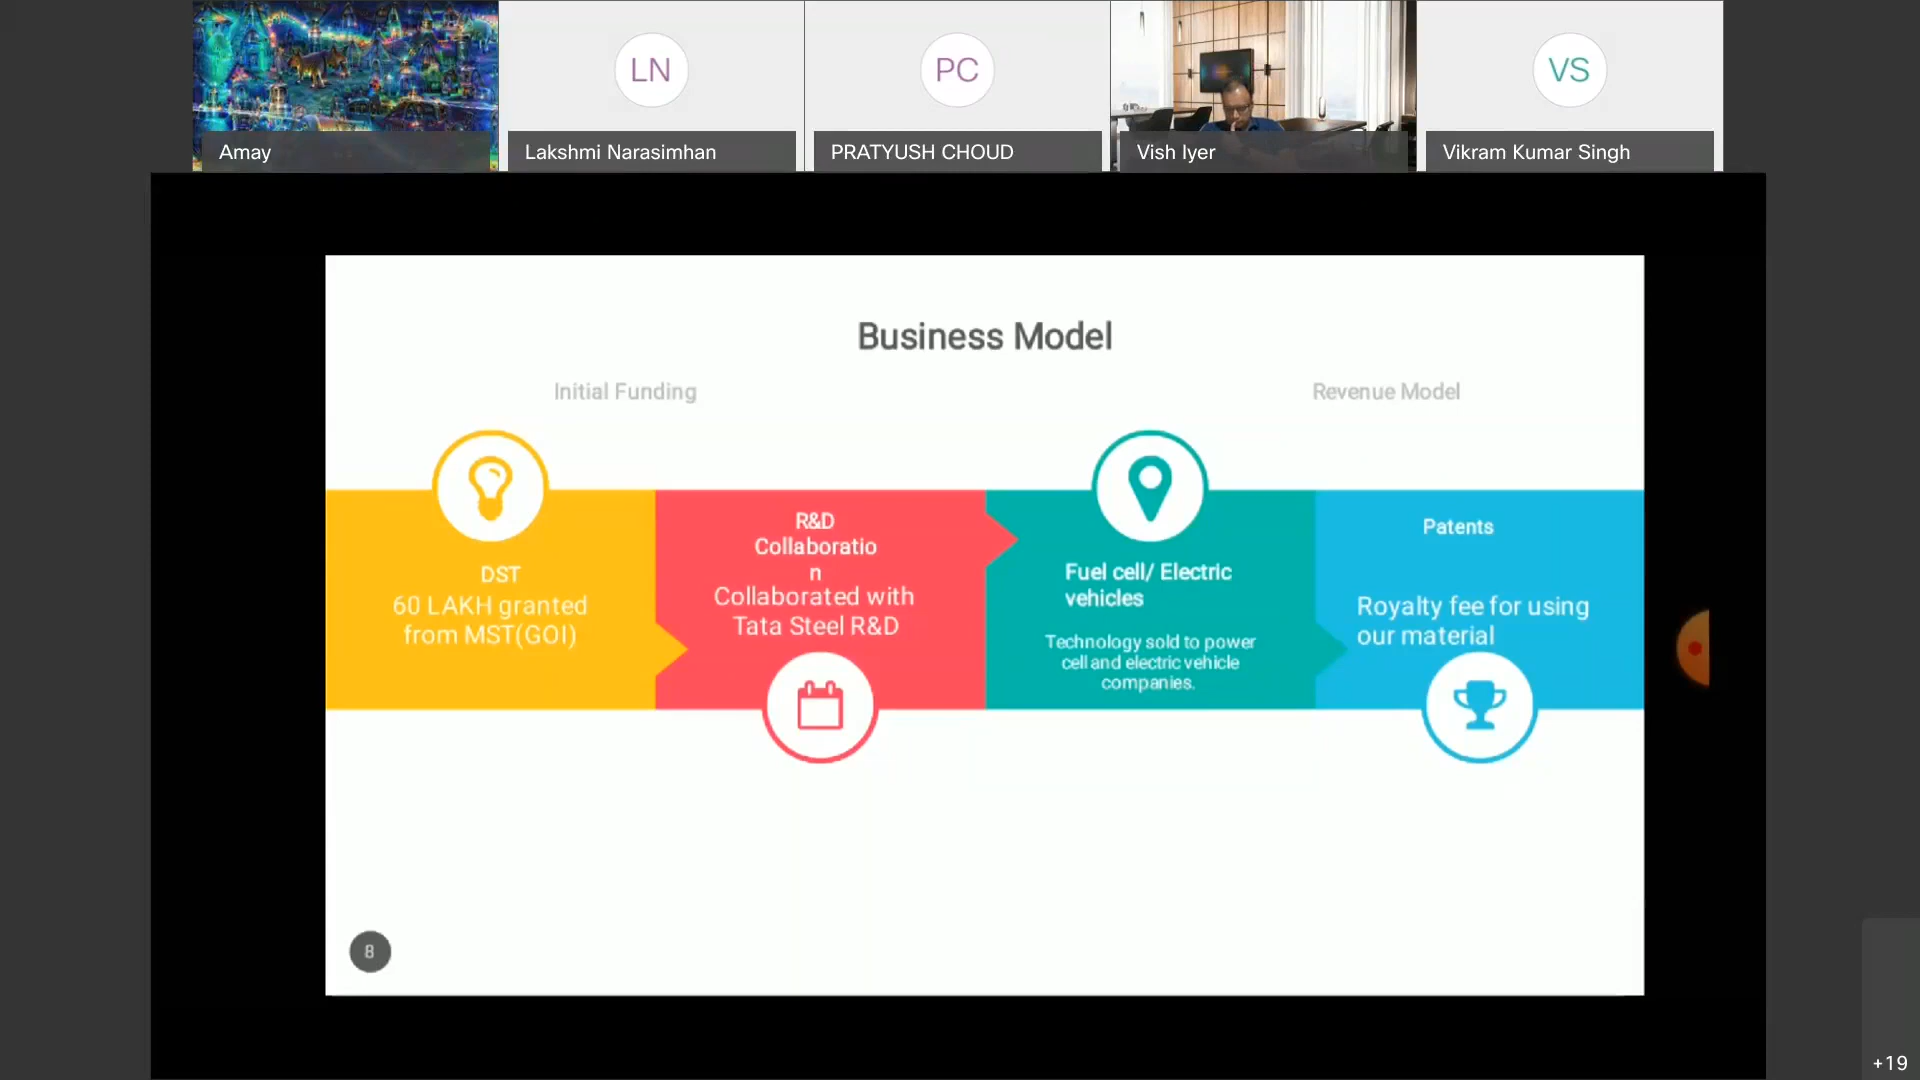 LN
PC
VS
Amay
Lakshmi Narasimhan
PRATYUSH CHOUD
Vish Iyer
Vikram Kumar Singh
Business Model
Initial Funding
Revenue Model
DST
60 LAKH granted
from MST(GOI)
R&D
Collaboratio
n
Collaborated with
Tata Steel R&D
Fuel cell/ Electric
vehicles
Technology sold to power
cell and electric vehicle
companies.
Patents
Royalty fee for using
our material
8
+19